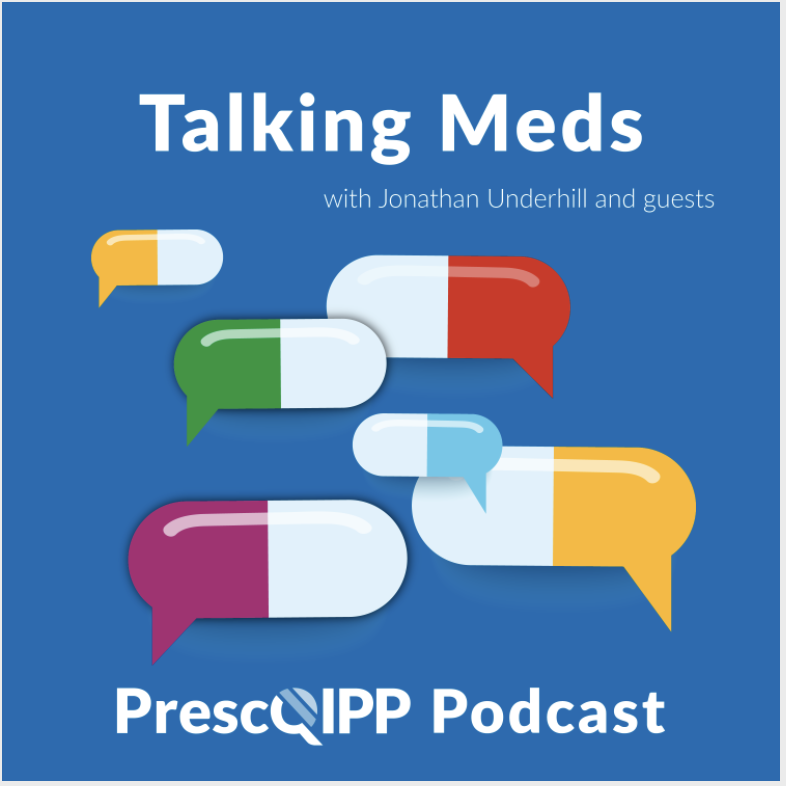 Talking Meds
with Jonathan Underhill and guests
PrescQIPP Podcast